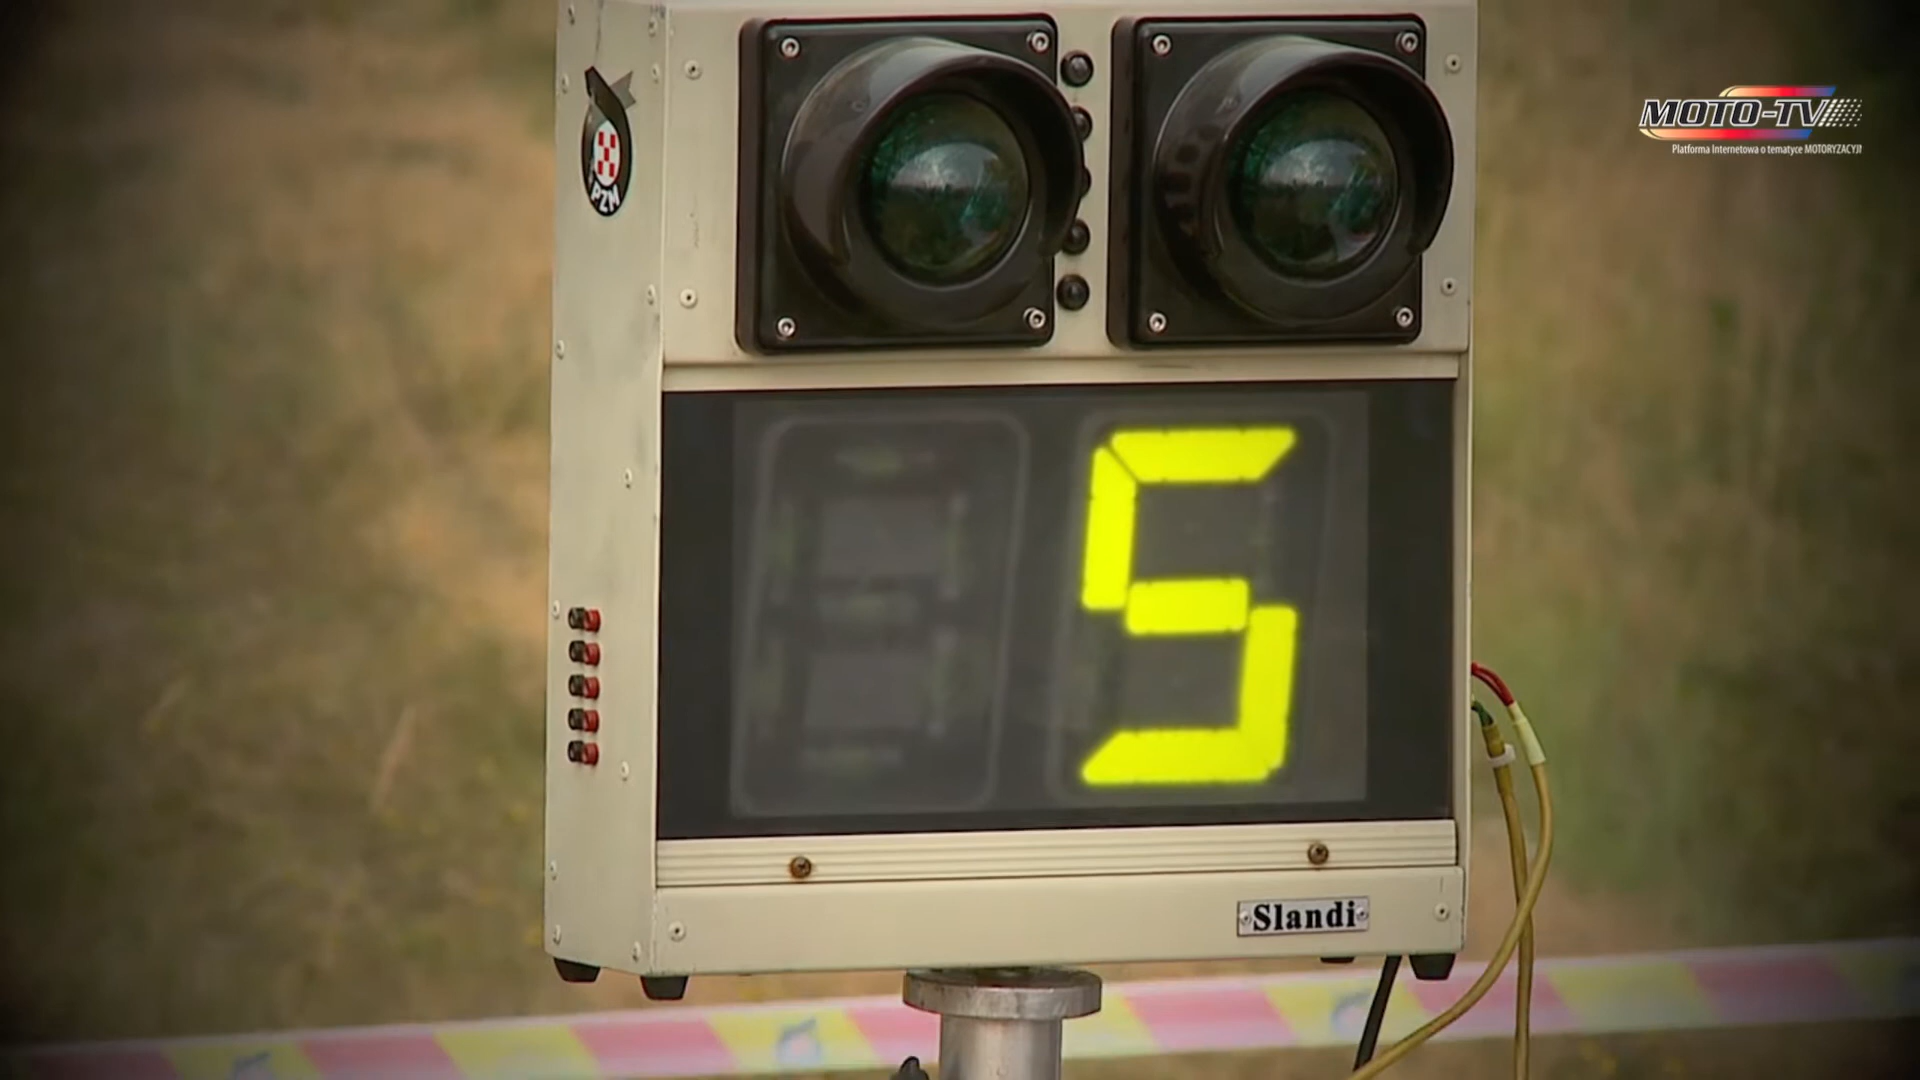 MOTO-TV
Platforma Internetowa o tematyce MOTORYZACYJI!
PZM
5
Slandi